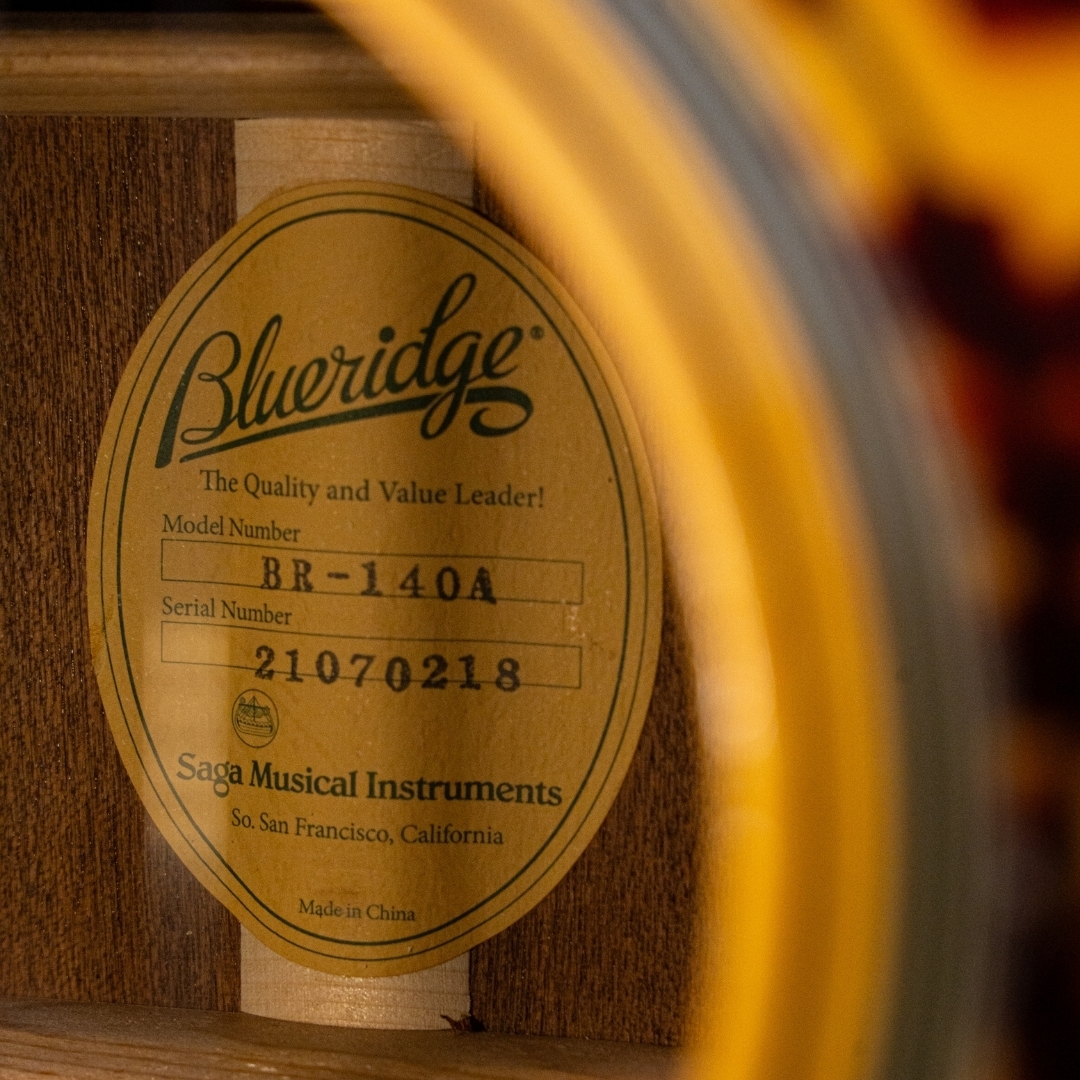 Blueridge®
The Quality and Value Leader!
Model Number
BR-140A
Serial Number
21070218
Saga Musical Instruments
So. San Francisco, California
Made in China